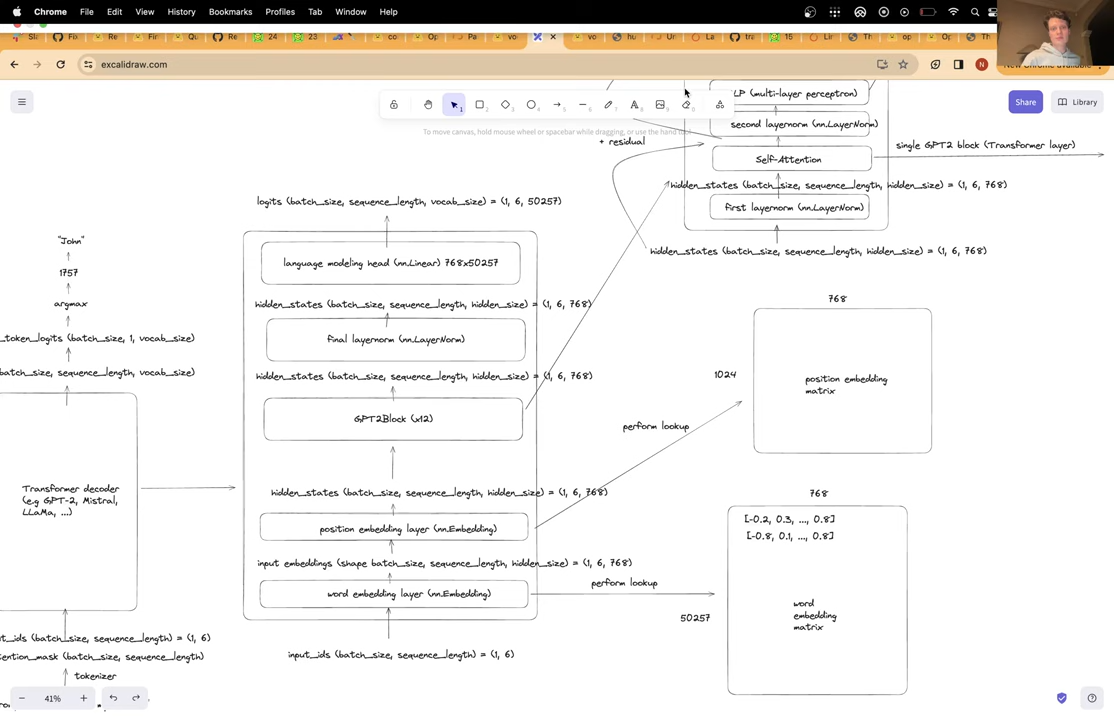 Chrome File Edit View History Bookmarks Profiles Tab Window Help
excalidraw.com
New Chrome available
To move canvas, hold mouse wheel or spacebar while dragging, or use the hand tool
Share
Library
LP (multi-layer perceptron)
second layernorm (nn.LayerNorm)
+ residual
single GPT2 block (Transformer layer)
Self-Attention
hidden_states (batch_size, sequence_length, hidden_size) = (1, 6, 768)
first layernorm (nn.LayerNorm)
hidden_states (batch_size, sequence_length, hidden_size) = (1, 6, 768)
logits (batch_size, sequence_length, vocab_size) = (1, 6, 50257)
language modeling head (nn.Linear) 768x50257
hidden_states (batch_size, sequence_length, hidden_size) = (1, 6, 768)
final layernorm (nn.LayerNorm)
hidden_states (batch_size, sequence_length, hidden_size) = (1, 6, 768)
GPT2Block (x12)
hidden_states (batch_size, sequence_length, hidden_size) = (1, 6, 768)
position embedding layer (nn.Embedding)
input embeddings (shape batch_size, sequence_length, hidden_size) = (1, 6, 768)
word embedding layer (nn.Embedding)
input_ids (batch_size, sequence_length) = (1, 6)
"John"
1757
argmax
_token_logits (batch_size, 1, vocab_size)
batch_size, sequence_length, vocab_size)
Transformer decoder
(e.g GPT-2, Mistral,
LLaMa, ...)
ut_ids (batch_size, sequence_length) = (1, 6)
tention_mask (batch_size, sequence_length)
tokenizer
perform lookup
768
1024
position embedding
matrix
perform lookup
768
50257
[-0.2, 0.3, ..., 0.8]
[-0.8, 0.1, ..., 0.8]
word
embedding
matrix
41%